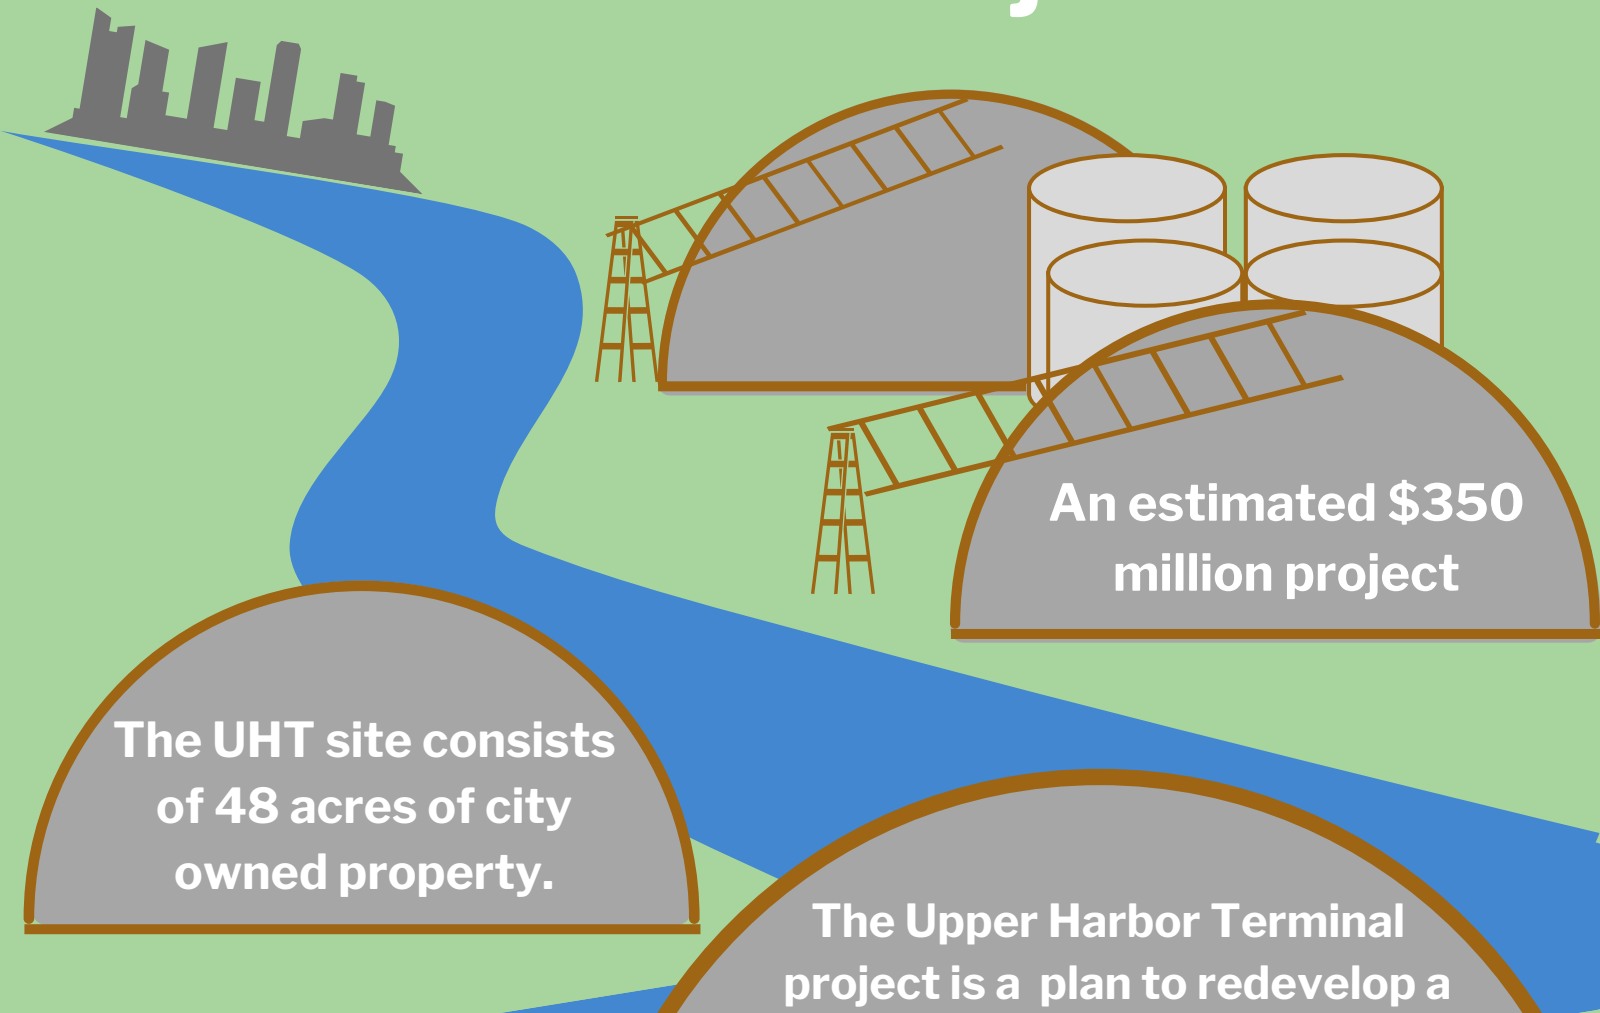 An estimated $350
million project
The UHT site consists
of 48 acres of city
owned property.
The Upper Harbor Terminal
project is a plan to redevelop a